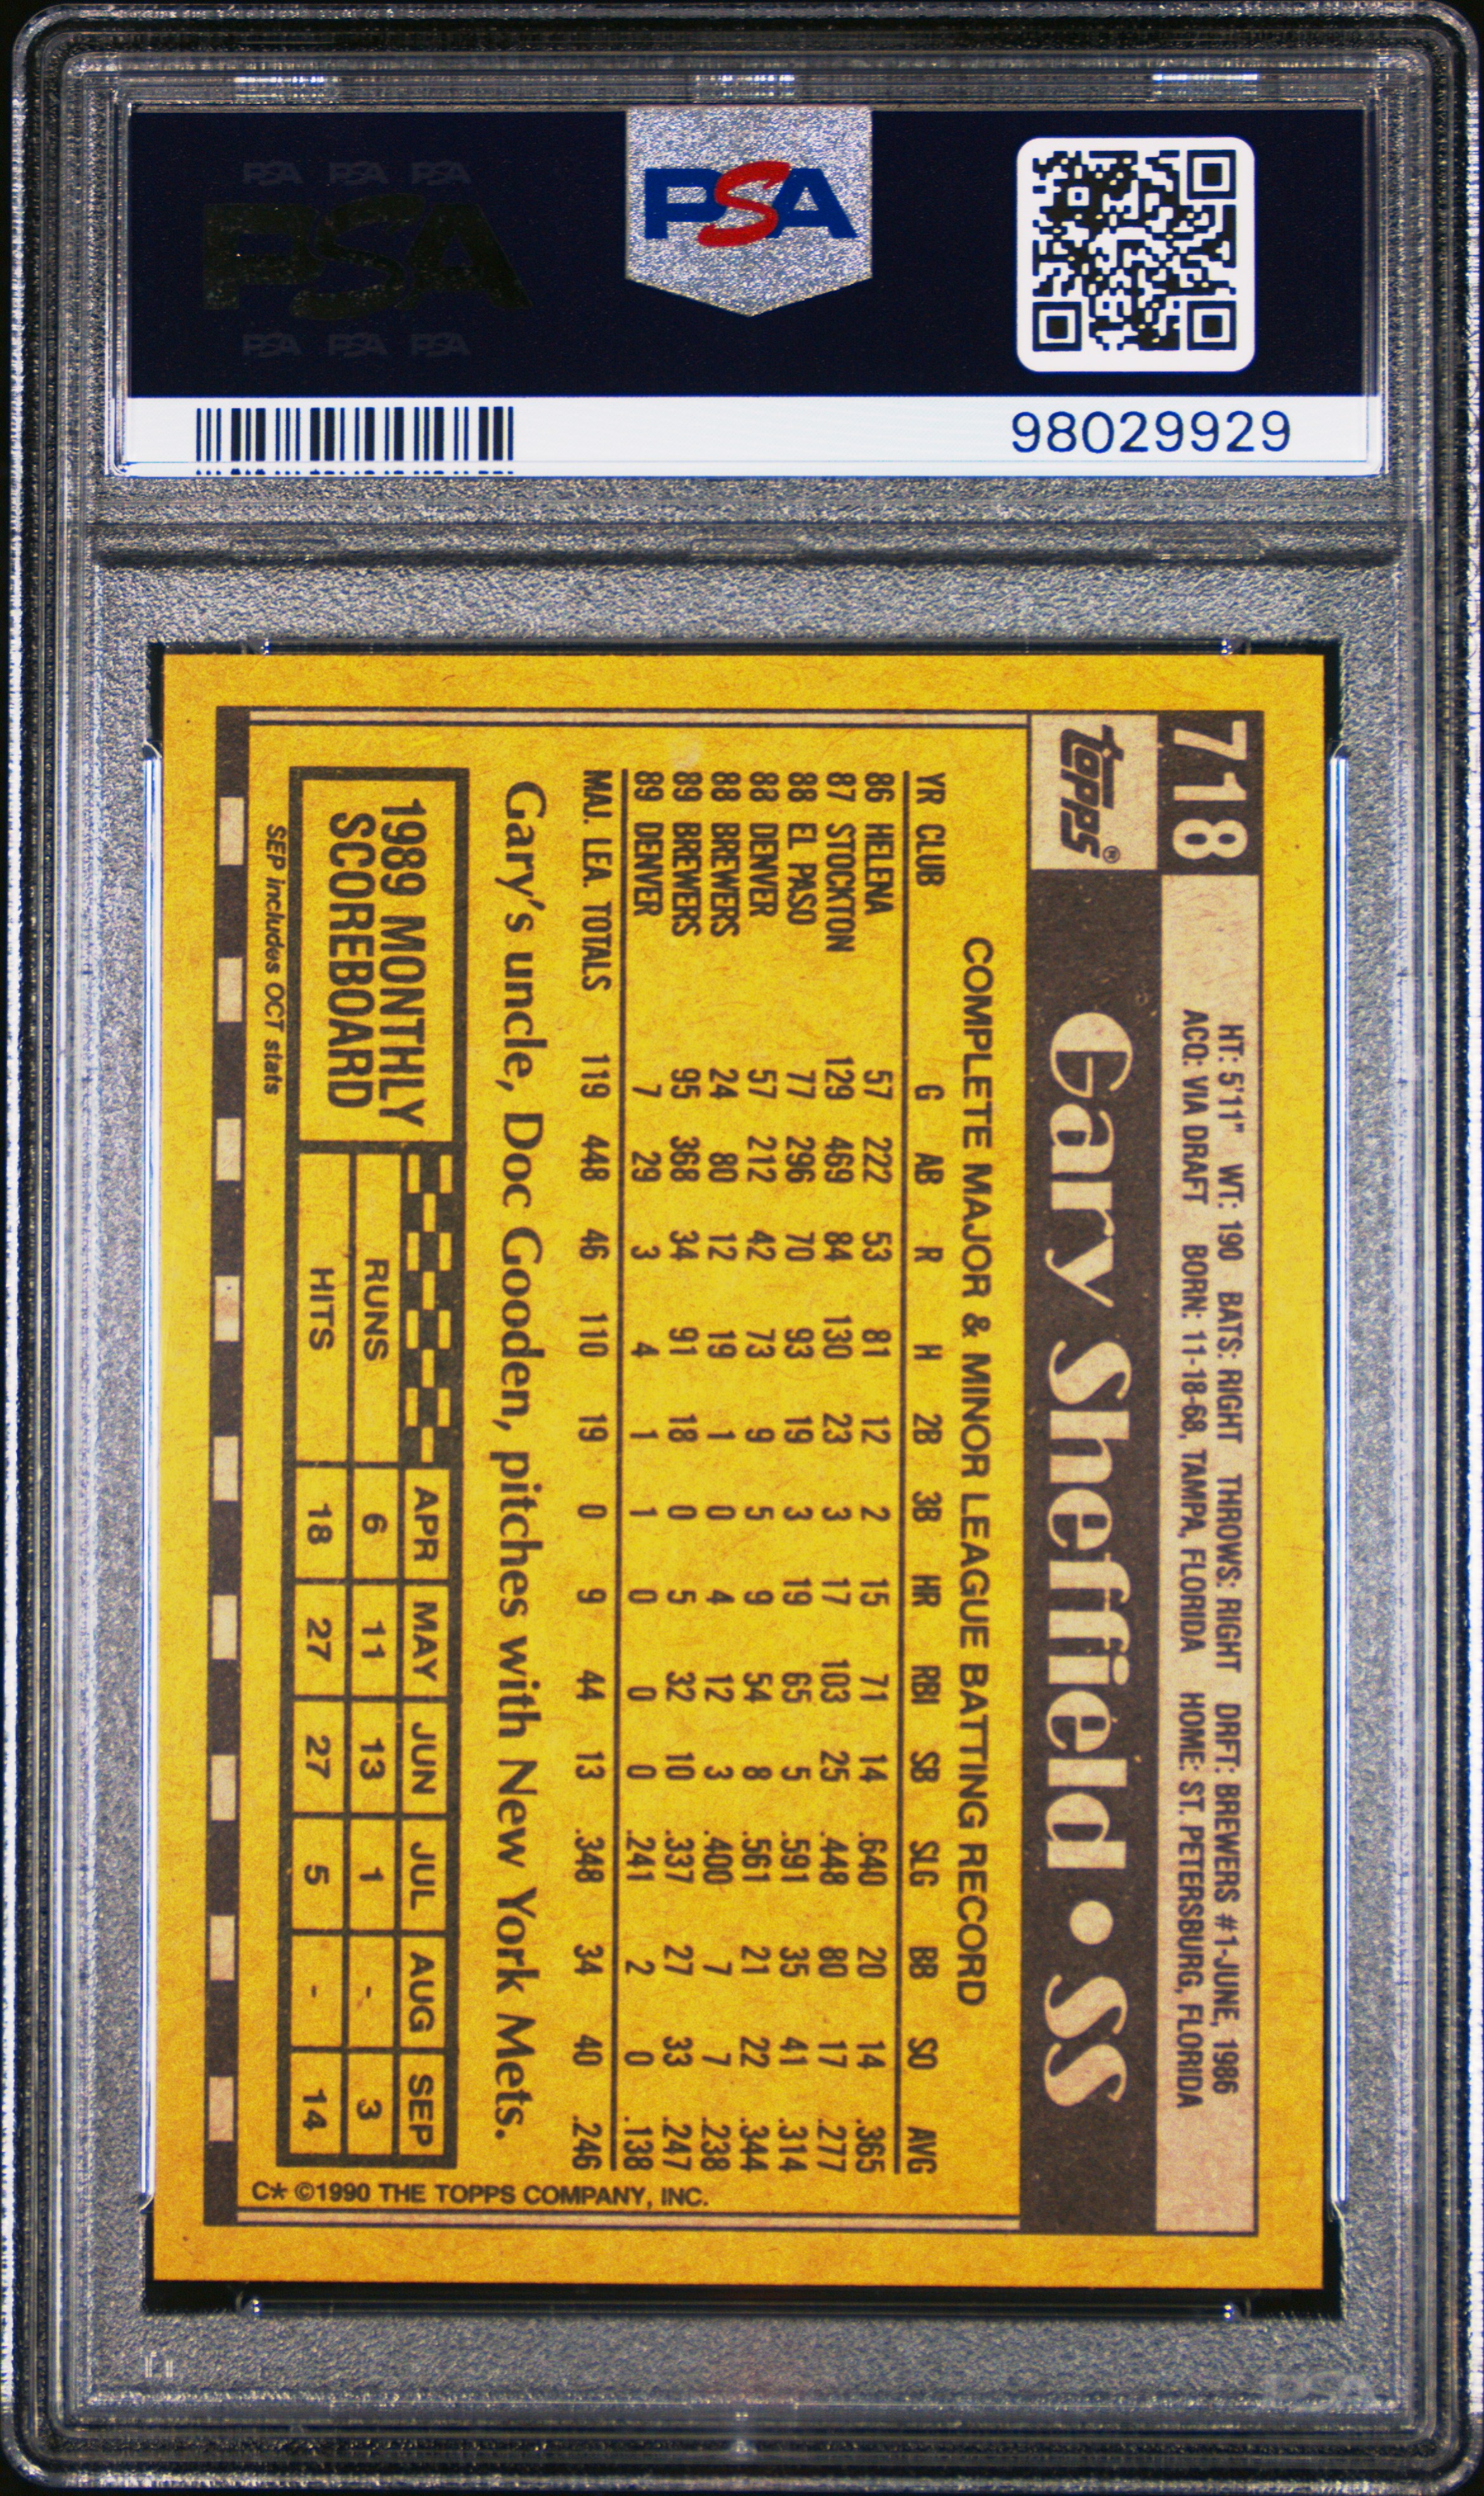 PSA PSA PSA
PSA
PSA PSA PSA
PSA
98029929
718
HT: 5'11" WT: 190 BATS: RIGHT THROWS: RIGHT DRFT: BREWERS #1-JUNE, 1986
ACQ: VIA DRAFT BORN: 11-18-68, TAMPA, FLORIDA HOME: ST. PETERSBURG, FLORIDA
Topps®
Gary Sheffield • SS
COMPLETE MAJOR & MINOR LEAGUE BATTING RECORD
YR CLUB G AB R H 2B 3B HR RBI SB SLG BB SO AVG
86 HELENA 57 222 53 81 12 2 15 71 14 .640 20 14 .365
87 STOCKTON 129 469 84 130 23 3 17 103 25 .448 80 17 .277
88 EL PASO 77 296 70 93 19 3 19 65 5 .591 35 41 .314
88 DENVER 57 212 42 73 9 5 9 54 8 .561 21 22 .344
88 BREWERS 24 80 12 19 1 0 4 12 3 .400 7 7 .238
89 BREWERS 95 368 34 91 18 0 5 32 10 .337 27 33 .247
89 DENVER 7 29 3 4 1 1 0 0 0 .241 2 0 .138
MAJ. LEA. TOTALS 119 448 46 110 19 0 9 44 13 .348 34 40 .246
Gary's uncle, Doc Gooden, pitches with New York Mets.
1989 MONTHLY
SCOREBOARD
APR MAY JUN JUL AUG SEP
RUNS 6 11 13 1 - 3
HITS 18 27 27 5 - 14
SEP includes OCT stats
C* ©1990 THE TOPPS COMPANY, INC.
PSA